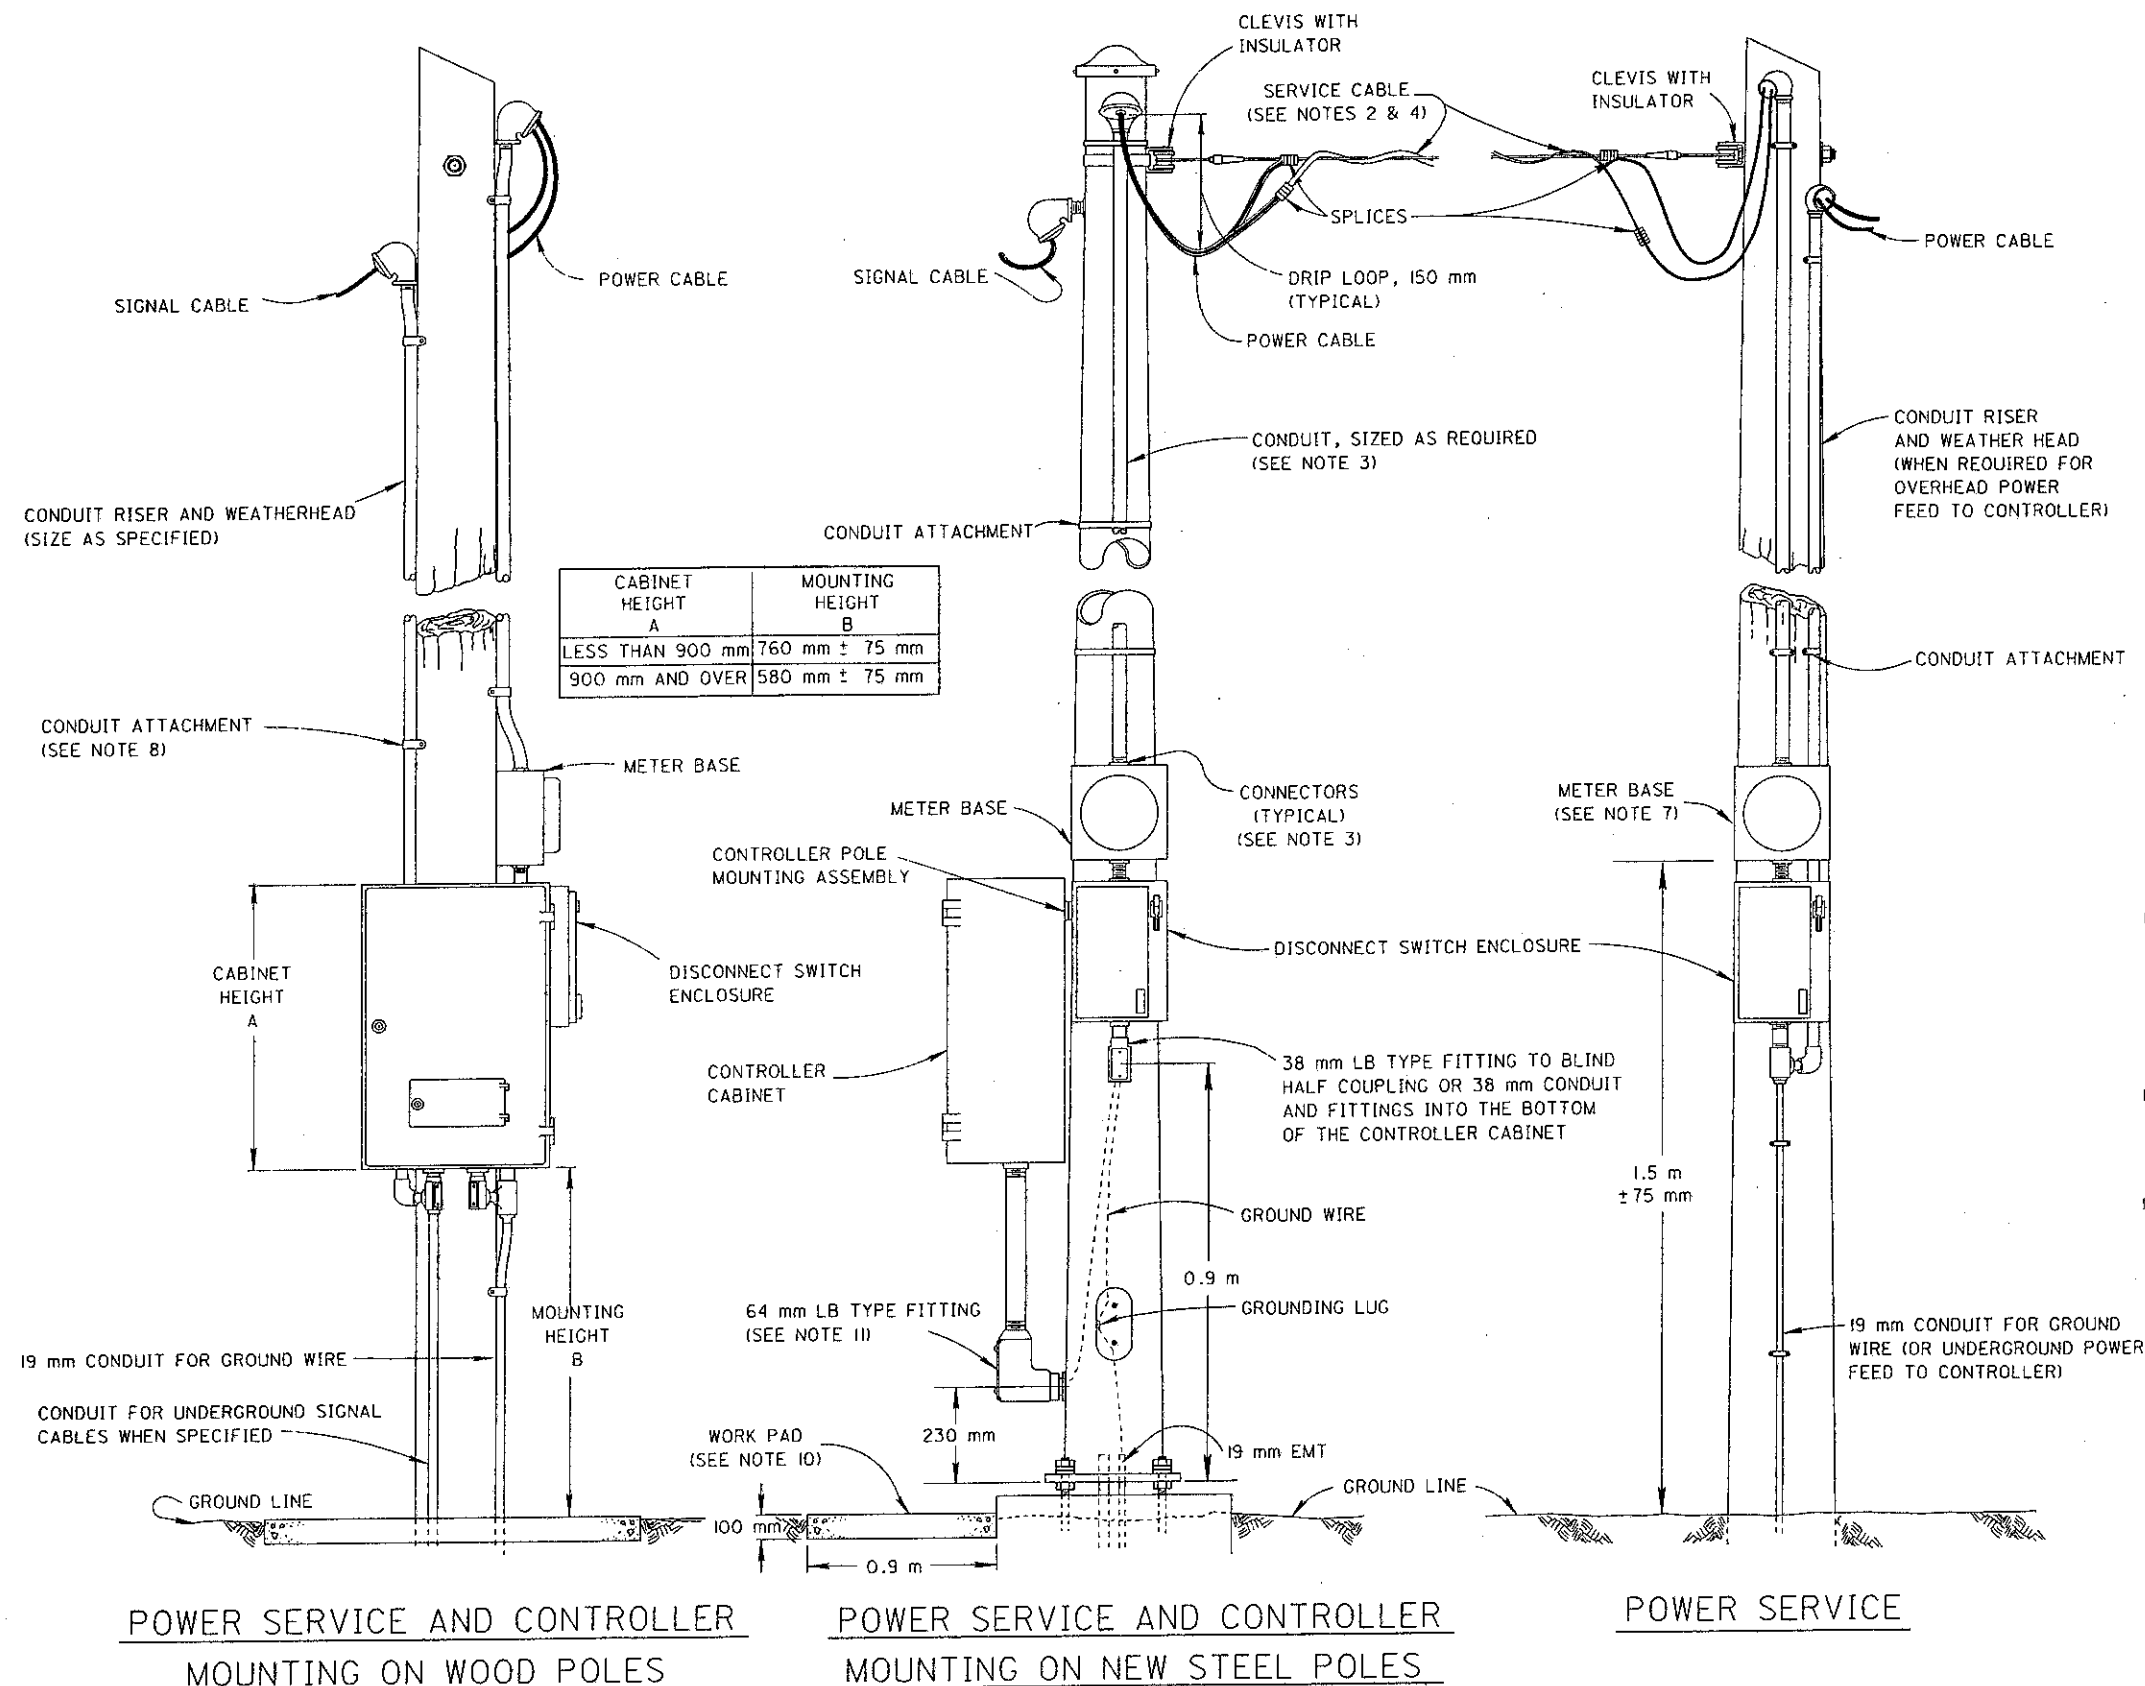 CLEVIS WITH
INSULATOR
SERVICE CABLE
(SEE NOTES 2 & 4)
CLEVIS WITH
INSULATOR
SIGNAL CABLE
POWER CABLE
SIGNAL CABLE
SPLICES
DRIP LOOP, 150 mm
(TYPICAL)
POWER CABLE
POWER CABLE
CONDUIT RISER AND WEATHERHEAD
(SIZE AS SPECIFIED)
CONDUIT, SIZED AS REQUIRED
(SEE NOTE 3)
CONDUIT ATTACHMENT
CONDUIT RISER
AND WEATHER HEAD
(WHEN REQUIRED FOR
OVERHEAD POWER
FEED TO CONTROLLER)
CABINET HEIGHT A | MOUNTING HEIGHT B
LESS THAN 900 mm | 760 mm ± 75 mm
900 mm AND OVER | 580 mm ± 75 mm
CONDUIT ATTACHMENT
CONDUIT ATTACHMENT
(SEE NOTE 8)
METER BASE
METER BASE
CONNECTORS
(TYPICAL)
(SEE NOTE 3)
METER BASE
(SEE NOTE 7)
CONTROLLER POLE
MOUNTING ASSEMBLY
CABINET
HEIGHT
A
DISCONNECT SWITCH
ENCLOSURE
DISCONNECT SWITCH ENCLOSURE
CONTROLLER
CABINET
38 mm LB TYPE FITTING TO BLIND
HALF COUPLING OR 38 mm CONDUIT
AND FITTINGS INTO THE BOTTOM
OF THE CONTROLLER CABINET
1.5 m
±75 mm
GROUND WIRE
0.9 m
GROUNDING LUG
MOUNTING
HEIGHT
B
64 mm LB TYPE FITTING
(SEE NOTE 11)
19 mm CONDUIT FOR GROUND WIRE
19 mm CONDUIT FOR GROUND
WIRE (OR UNDERGROUND POWER
FEED TO CONTROLLER)
CONDUIT FOR UNDERGROUND SIGNAL
CABLES WHEN SPECIFIED
WORK PAD
(SEE NOTE 10)
230 mm
19 mm EMT
GROUND LINE
GROUND LINE
100 mm
0.9 m
POWER SERVICE AND CONTROLLER
MOUNTING ON WOOD POLES
POWER SERVICE AND CONTROLLER
MOUNTING ON NEW STEEL POLES
POWER SERVICE